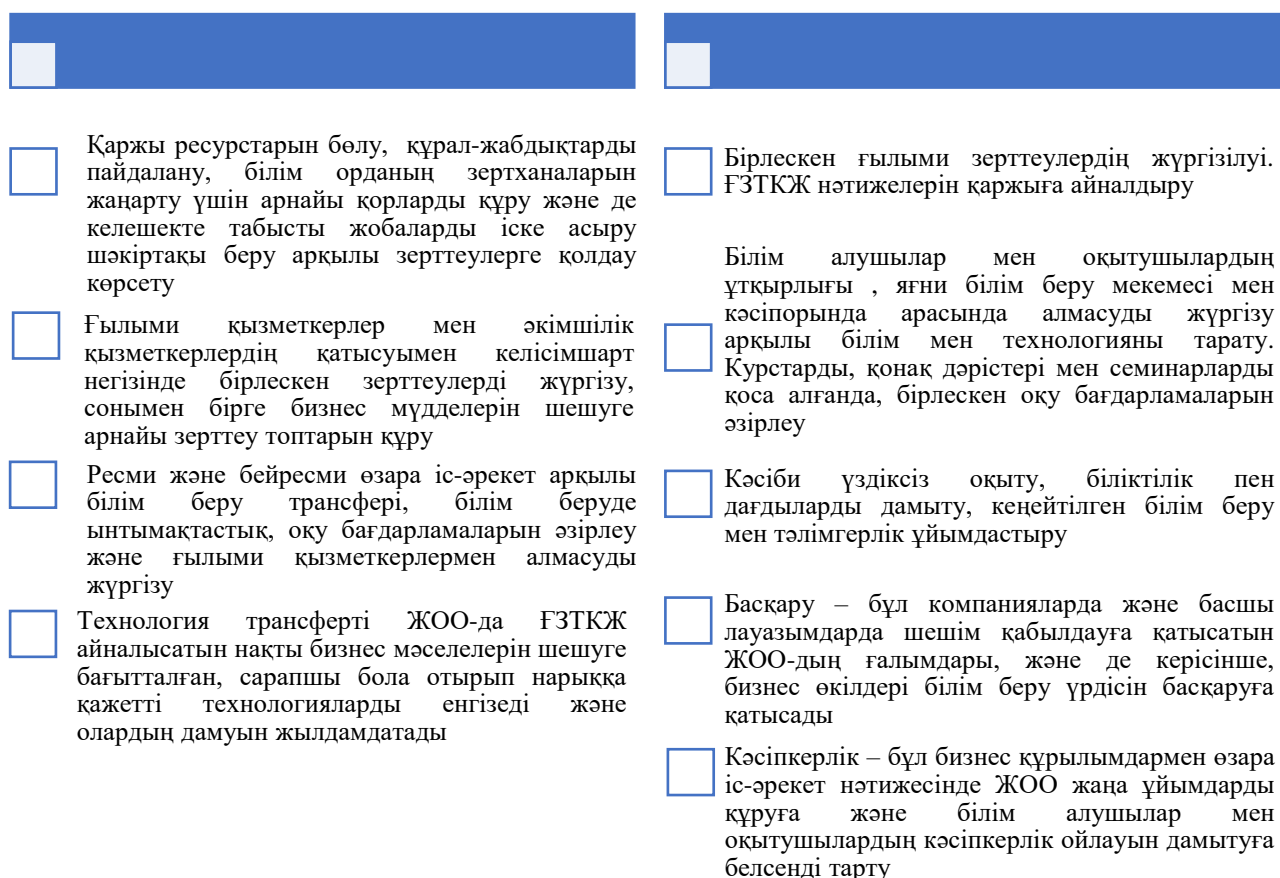 Қаржы ресурстарын бөлу, құрал-жабдықтарды
пайдалану, білім орданың зертханаларын
жаңарту үшін арнайы қорларды құру және де
келешекте табысты жобаларды іске асыру
шәкіртақы беру арқылы зерттеулерге қолдау
көрсету
Ғылыми қызметкерлер мен әкімшілік
қызметкерлердің қатысуымен келісімшарт
негізінде бірлескен зерттеулерді жүргізу,
сонымен бірге бизнес мүдделерін шешуге
арнайы зерттеу топтарын құру
Ресми және бейресми өзара іс-әрекет арқылы
білім беру трансфері, білім беруде
ынтымақтастық, оқу бағдарламаларын әзірлеу
және ғылыми қызметкерлермен алмасуды
жүргізу
Технология трансферті ЖОО-да ҒЗТКЖ
айналысатын нақты бизнес мәселелерін шешуге
бағытталған, сарапшы бола отырып нарыққа
қажетті технологияларды енгізеді және
олардың дамуын жылдамдатады
Бірлескен ғылыми зерттеулердің жүргізілуі.
ҒЗТКЖ нәтижелерін қаржыға айналдыру
Білім алушылар мен оқытушылардың
ұтқырлығы , яғни білім беру мекемесі мен
кәсіпорында арасында алмасуды жүргізу
арқылы білім мен технологияны тарату.
Курстарды, қонақ дәрістері мен семинарларды
қоса алғанда, бірлескен оқу бағдарламаларын
әзірлеу
Кәсіби үздіксіз оқыту, біліктілік пен
дағдыларды дамыту, кеңейтілген білім беру
мен тәлімгерлік ұйымдастыру
Басқару – бұл компанияларда және басшы
лауазымдарда шешім қабылдауға қатысатын
ЖОО-дың ғалымдары, және де керісінше,
бизнес өкілдері білім беру үрдісін басқаруға
қатысады
Кәсіпкерлік – бұл бизнес құрылымдармен өзара
іс-әрекет нәтижесінде ЖОО жаңа ұйымдарды
құруға және білім алушылар мен
оқытушылардың кәсіпкерлік ойлауын дамытуға
белсенді тарту